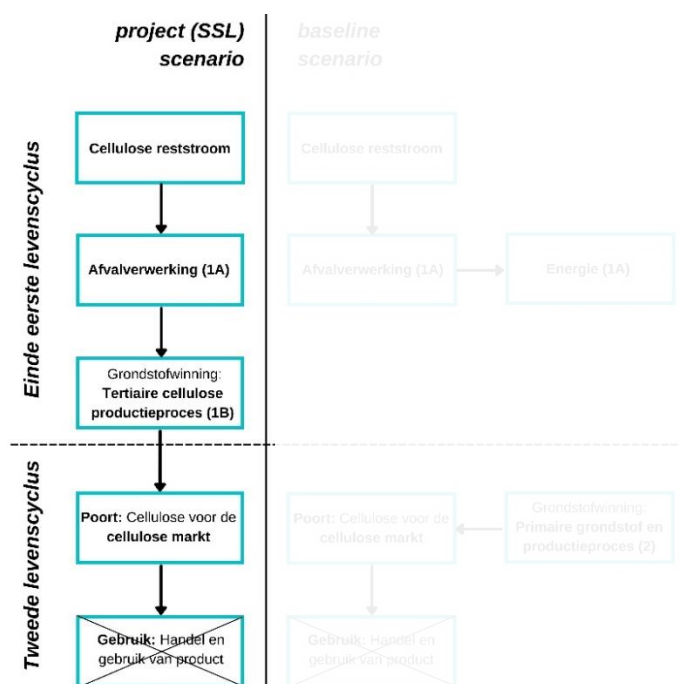 project (SSL)
scenario
baseline
scenario
Einde eerste levenscyclus
Cellulose reststroom
Cellulose reststroom
Afvalverwerking (1A)
Afvalverwerking (1A)
Energie (1A)
Grondstofwinning:
Tertiaire cellulose
productieproces (1B)
Tweede levenscyclus
Poort: Cellulose voor de
cellulose markt
Poort: Cellulose voor de
cellulose markt
Grondstofwinning:
Primaire grondstof en
productieproces (2)
Gebruik: Handel en
gebruik van product
Gebruik: Handel en
gebruik van product